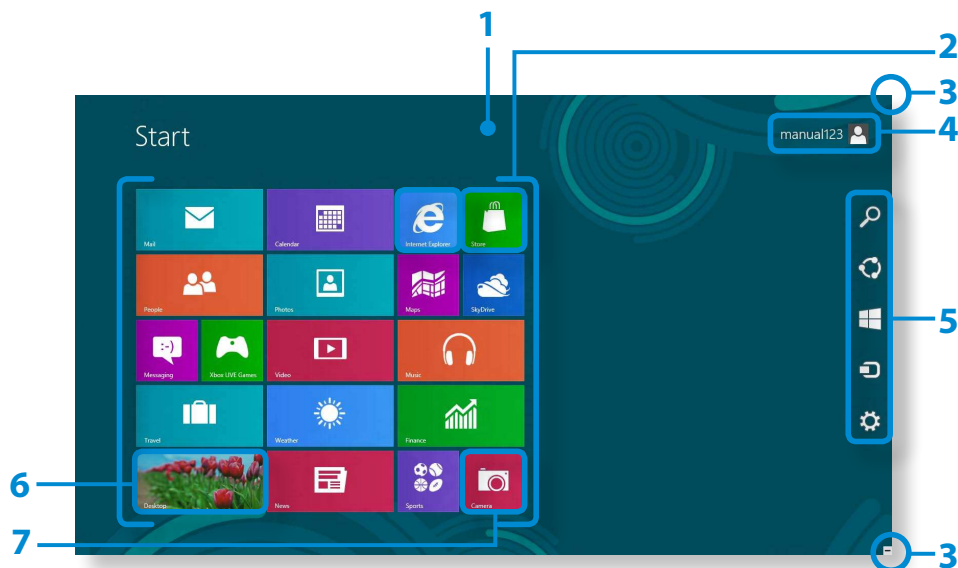 1
2
3
Start
manual123
4
Mail
Calendar
Internet Explorer
Store
People
Photos
Maps
SkyDrive
5
:-)
Messaging
Xbox LIVE Games
Video
Music
Travel
Weather
Finance
6
Desktop
News
Sports
Camera
7
3